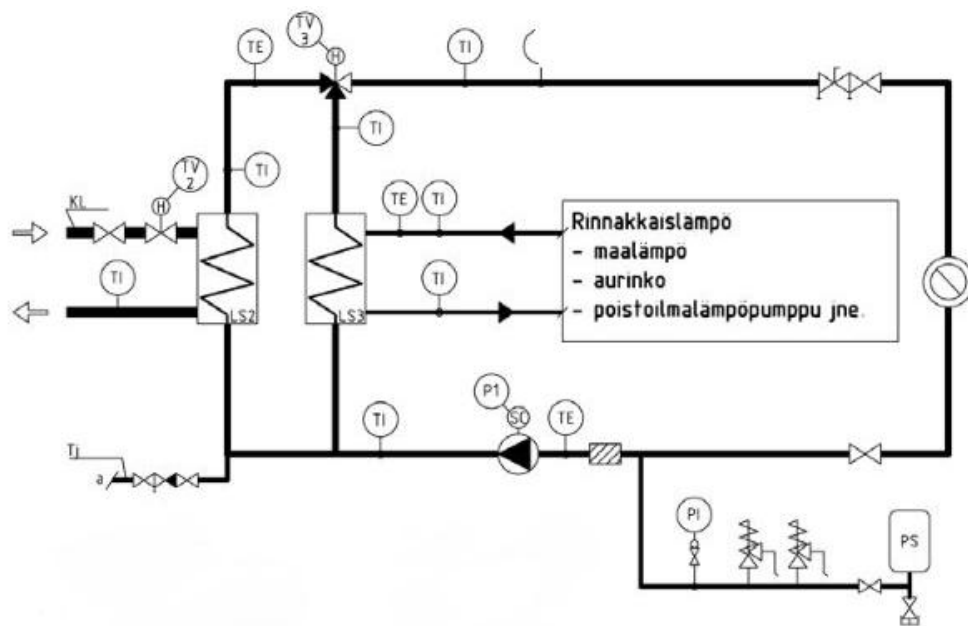 TV
3
H
TE
TI
TI
TV
2
H
TI
KL
TE
TI
Rinnakkaislämpö
- maalämpö
- aurinko
- poistoilmalämpöpumppu jne.
TI
TI
LS2
LS3
P1
TI
SC
TE
Tj
a
PI
PS